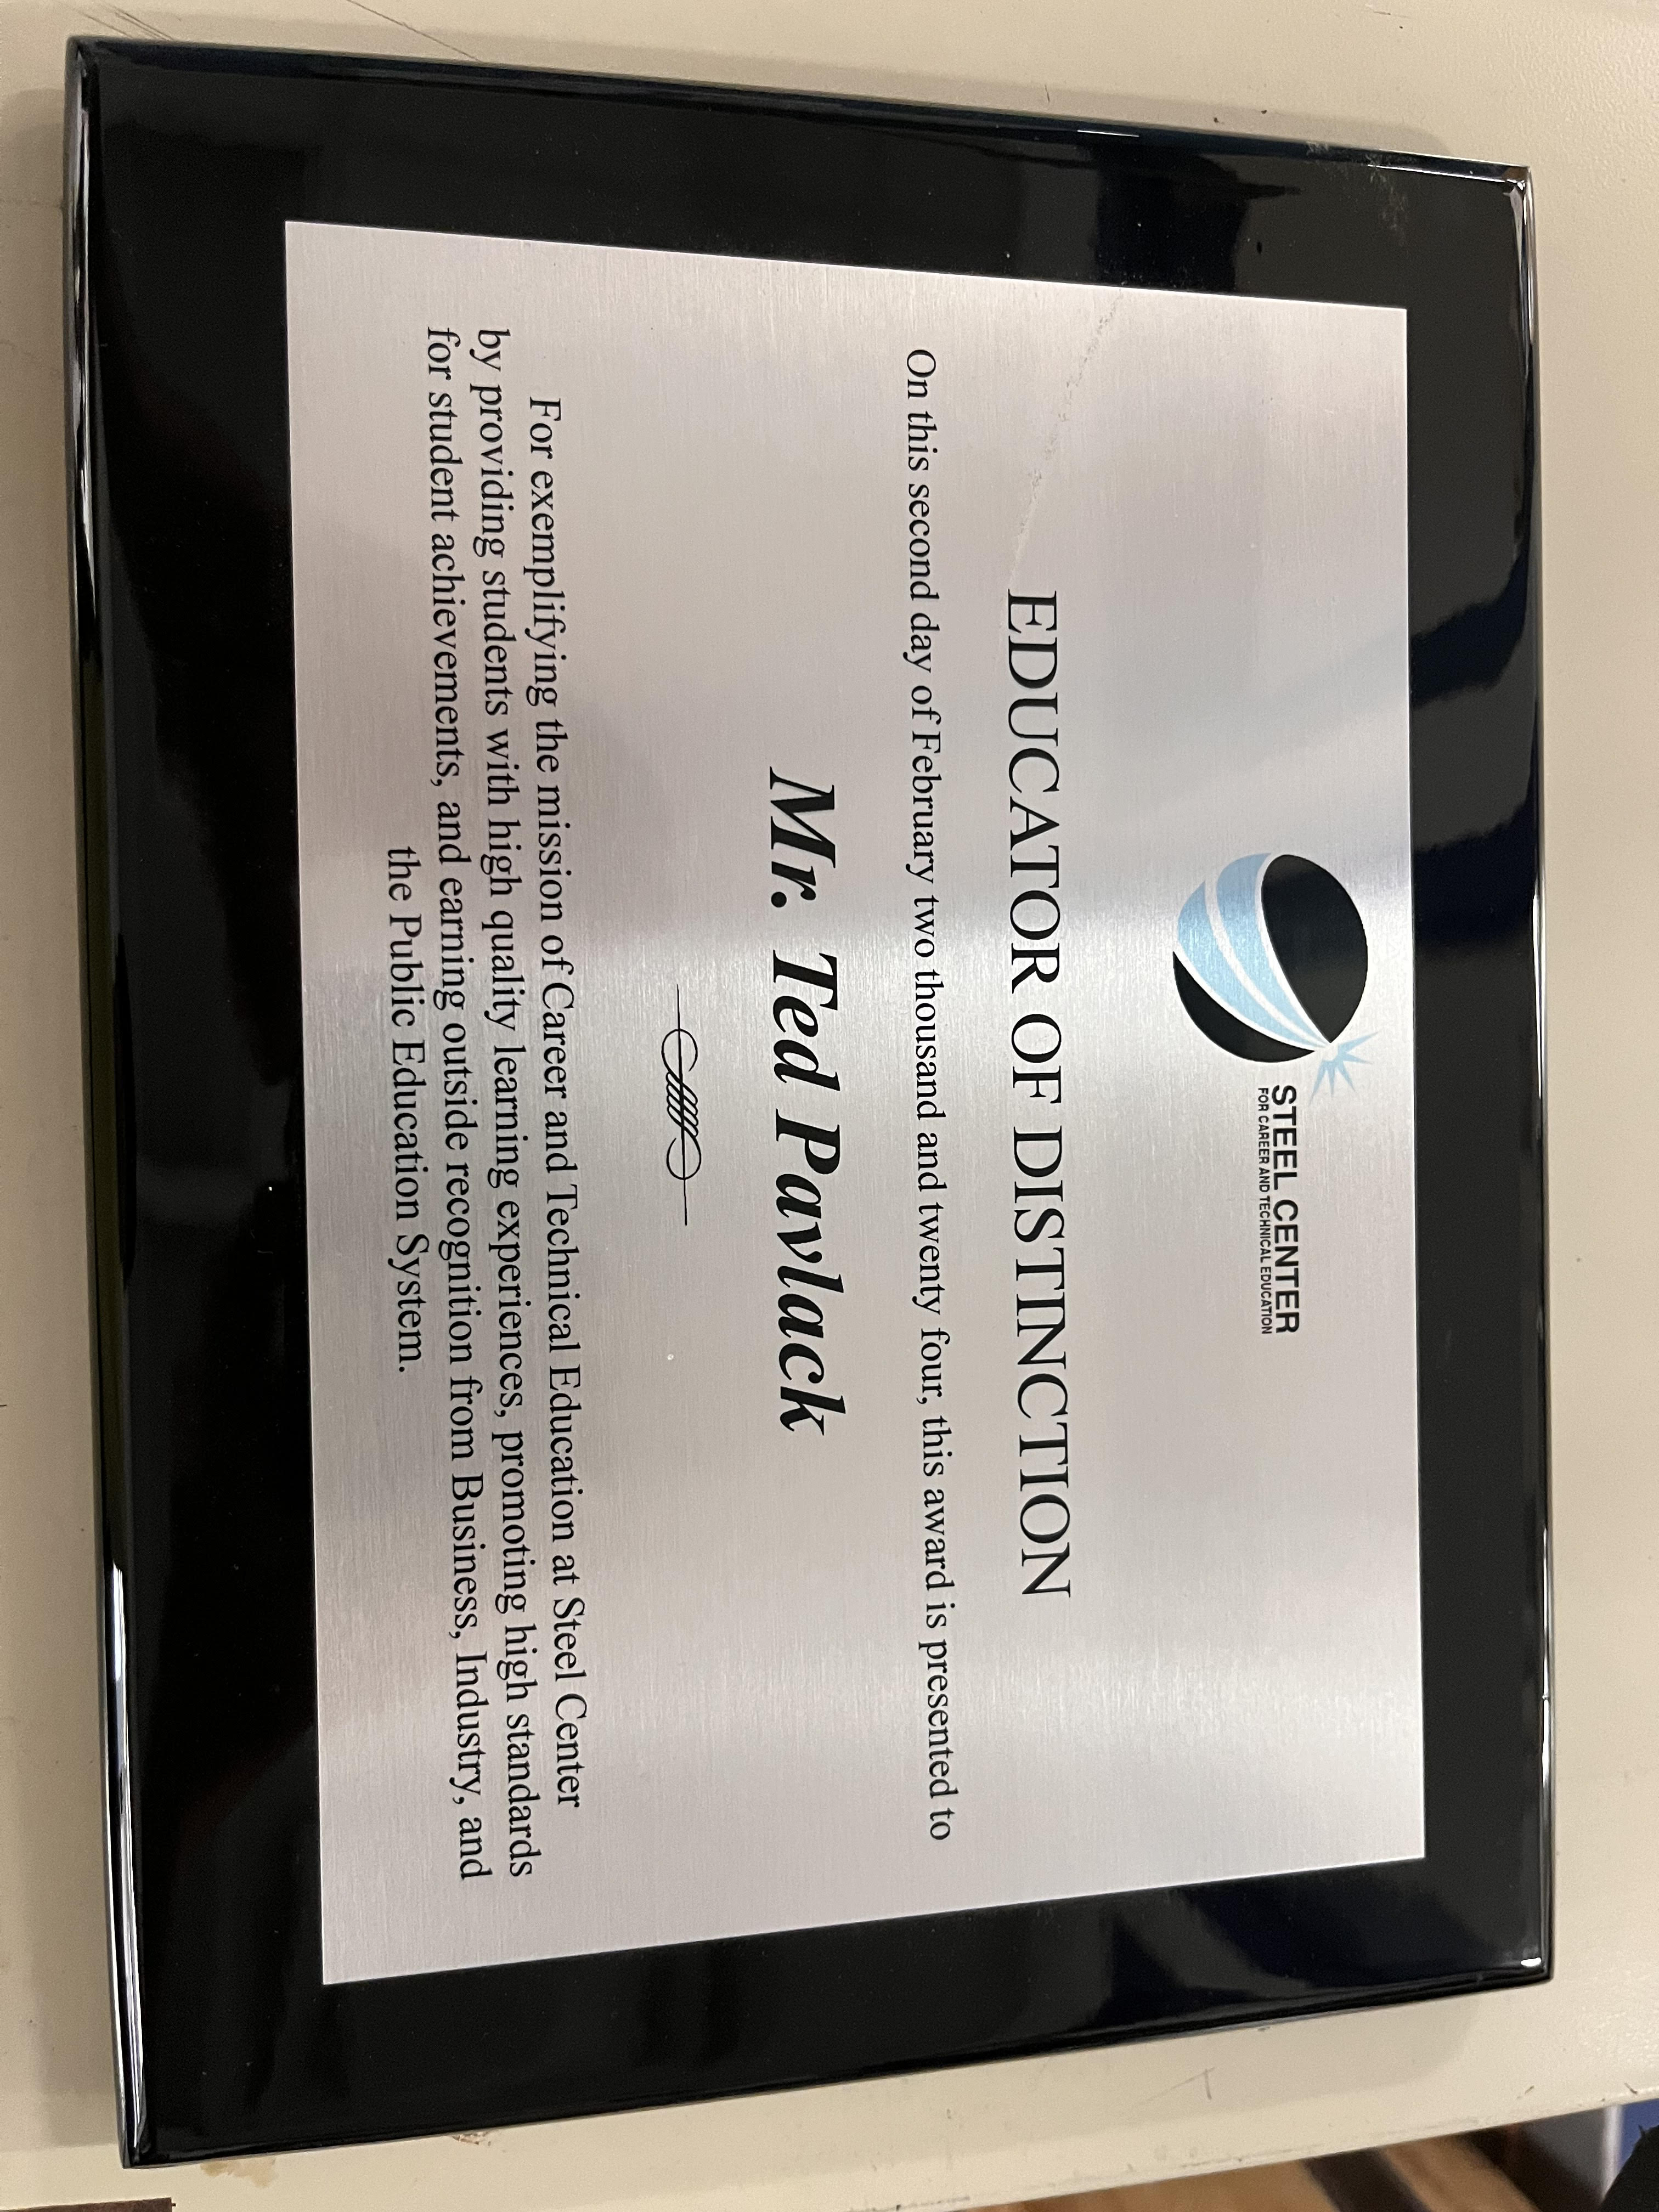 STEEL CENTER
FOR CAREER AND TECHNICAL EDUCATION
EDUCATOR OF DISTINCTION
On this second day of February two thousand and twenty four, this award is presented to
Mr. Ted Pavlack
For exemplifying the mission of Career and Technical Education at Steel Center
by providing students with high quality learning experiences, promoting high standards
for student achievements, and earning outside recognition from Business, Industry, and
the Public Education System.